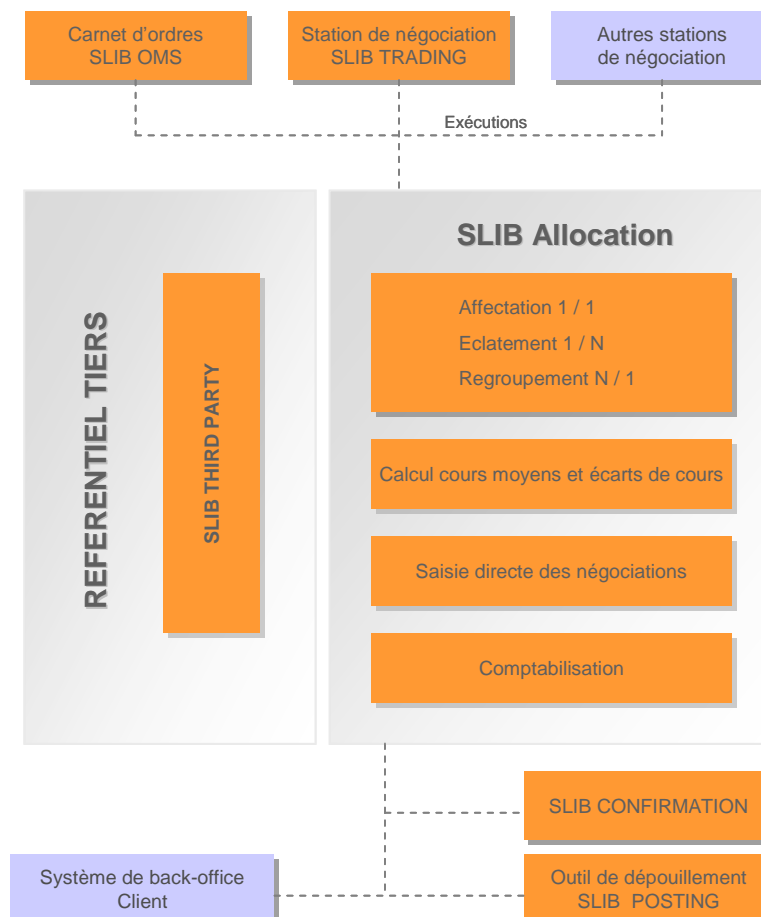 Carnet d'ordres
SLIB OMS
Station de négociation
SLIB TRADING
Autres stations
de négociation
Exécutions
REFERENTIEL TIERS
SLIB THIRD PARTY
SLIB Allocation
Affectation 1 / 1
Eclatement 1 / N
Regroupement N / 1
Calcul cours moyens et écarts de cours
Saisie directe des négociations
Comptabilisation
SLIB CONFIRMATION
Système de back-office
Client
Outil de dépouillement
SLIB POSTING